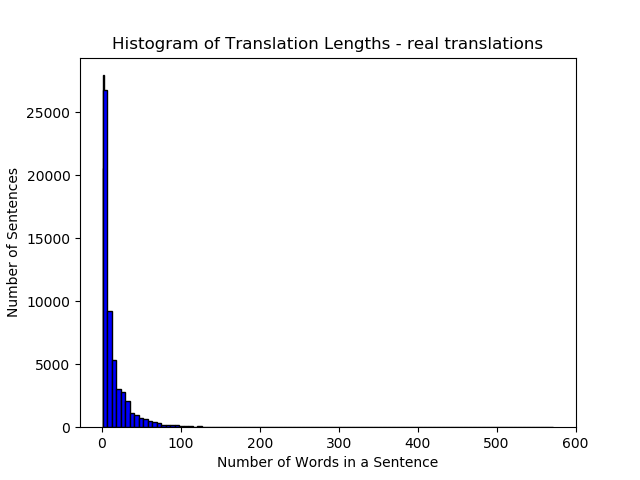 Histogram of Translation Lengths - real translations
Number of Sentences
25000
20000
15000
10000
5000
0
0 100 200 300 400 500 600
Number of Words in a Sentence